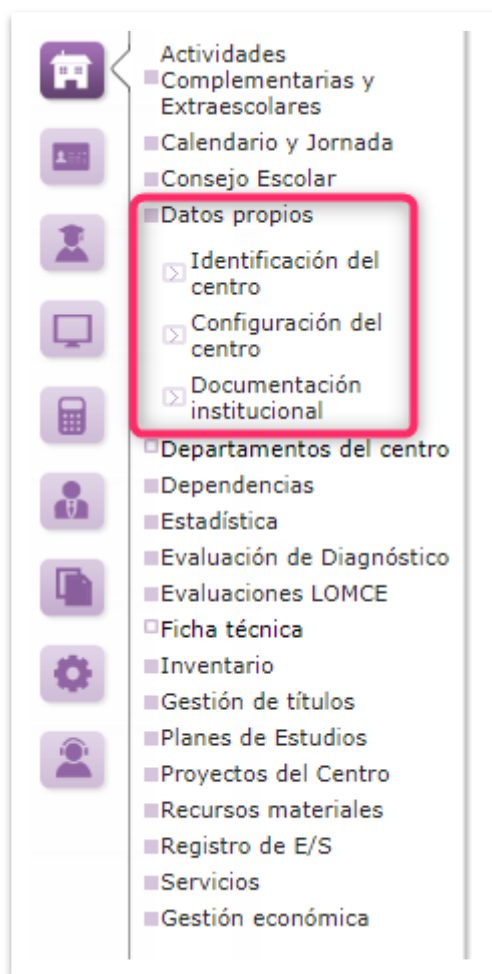 Actividades
Complementarias y
Extraescolares
Calendario y Jornada
Consejo Escolar
Datos propios
Identificación del
centro
Configuración del
centro
Documentación
institucional
Departamentos del centro
Dependencias
Estadística
Evaluación de Diagnóstico
Evaluaciones LOMCE
Ficha técnica
Inventario
Gestión de títulos
Planes de Estudios
Proyectos del Centro
Recursos materiales
Registro de E/S
Servicios
Gestión económica